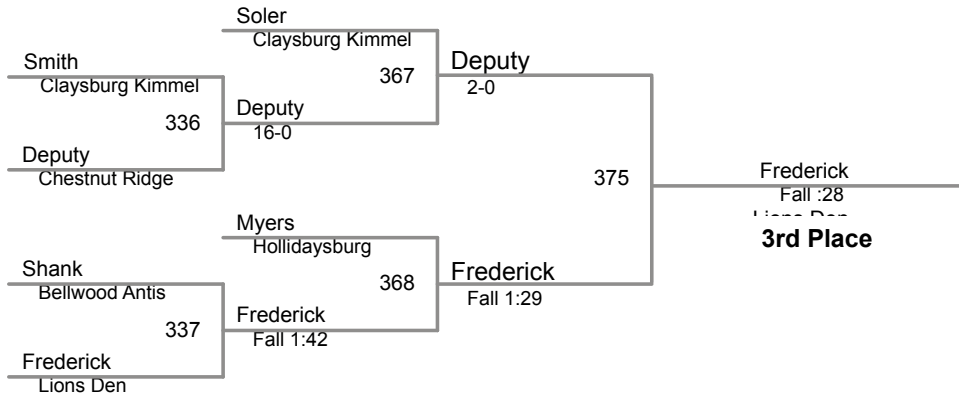 Soler
Claysburg Kimmel
Smith
Claysburg Kimmel
367
Deputy
2-0
336
Deputy
16-0
Deputy
Chestnut Ridge
375
Frederick
Fall :28
Lions Den
3rd Place
Myers
Hollidaysburg
Shank
Bellwood Antis
368
Frederick
Fall 1:29
337
Frederick
Fall 1:42
Frederick
Lions Den